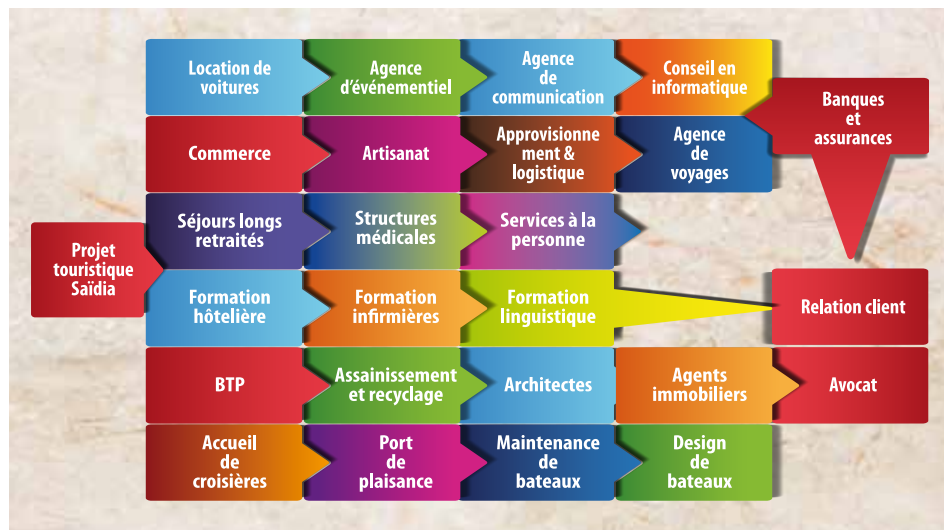 Location de
voitures
Agence
d'événementiel
Agence
de
communication
Conseil en
informatique
Banques
et
assurances
Commerce
Artisanat
Approvisionne
ment &
logistique
Agence
de
voyages
Séjours longs
retraités
Structures
médicales
Services à la
personne
Projet
touristique
Saïdia
Formation
hôtelière
Formation
infirmières
Formation
linguistique
Relation client
BTP
Assainissement
et recyclage
Architectes
Agents
immobiliers
Avocat
Accueil
de
croisières
Port
de
plaisance
Maintenance
de
bateaux
Design
de
bateaux